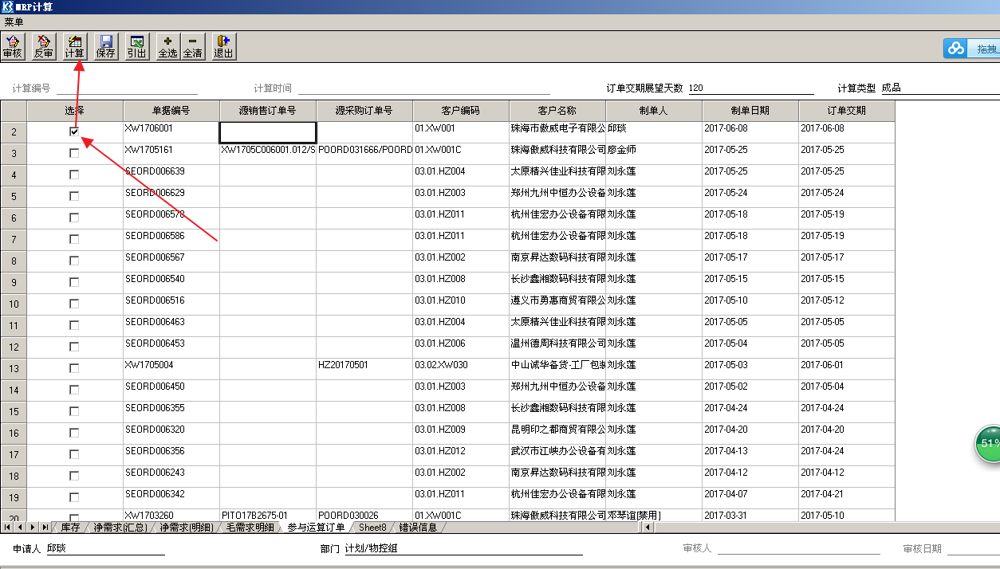 MRP计算
菜单
审核 反审 计算 保存 引出 全选 全清 退出
拖拽
计算编号 计算时间 订单交期展望天数 120 计算类型 成品
选择 单据编号 源销售订单号 源采购订单号 客户编码 客户名称 制单人 制单日期 订单交期
2 XW1706001 01.XW001 珠海市傲威电子有限公 邱琰 2017-06-08 2017-06-08
3 XW1705161 XW1705C006001.012/S POORD031666/POORD 01.XW001C 珠海傲威科技有限公司 廖金师 2017-05-25 2017-05-25
4 SEORD006639 03.01.HZ004 太原精兴佳业科技有限 刘永莲 2017-05-25 2017-05-25
5 SEORD006629 03.01.HZ003 郑州九州中恒办公设备 刘永莲 2017-05-24 2017-05-24
6 SEORD006578 03.01.HZ011 杭州佳宏办公设备有限 刘永莲 2017-05-18 2017-05-19
7 SEORD006586 03.01.HZ011 杭州佳宏办公设备有限 刘永莲 2017-05-18 2017-05-19
8 SEORD006567 03.01.HZ002 南京昇达数码科技有限 刘永莲 2017-05-17 2017-05-17
9 SEORD006540 03.01.HZ008 长沙鑫湘数码科技有限 刘永莲 2017-05-15 2017-05-15
10 SEORD006516 03.01.HZ010 遵义市勇惠商贸有限公 刘永莲 2017-05-10 2017-05-12
11 SEORD006463 03.01.HZ004 太原精兴佳业科技有限 刘永莲 2017-05-05 2017-05-05
12 SEORD006453 03.01.HZ006 温州德周科技有限公司 刘永莲 2017-05-04 2017-05-05
13 XW1705004 HZ20170501 03.02.XW030 中山诚华备货-工厂包装 刘永莲 2017-05-03 2017-06-01
14 SEORD006450 03.01.HZ003 郑州九州中恒办公设备 刘永莲 2017-05-02 2017-05-04
15 SEORD006355 03.01.HZ008 长沙鑫湘数码科技有限 刘永莲 2017-04-24 2017-04-24
16 SEORD006320 03.01.HZ009 昆明印之都商贸有限公 刘永莲 2017-04-20 2017-04-20
17 SEORD006356 03.01.HZ012 武汉市江峡办公设备有 刘永莲 2017-04-13 2017-04-24
18 SEORD006243 03.01.HZ002 南京昇达数码科技有限 刘永莲 2017-04-12 2017-04-12
19 SEORD006342 03.01.HZ011 杭州佳宏办公设备有限 刘永莲 2017-04-07 2017-04-21
20 XW1703260 PITO17B2675-01 POORD030026 01.XW001C 珠海傲威科技有限公司 邓琴谊[禁用] 2017-03-31 2017-05-10
51%
库存 净需求(汇总) 净需求(明细) 毛需求明细 参与运算订单 Sheet8 错误信息
申请人 邱琰 部门 计划/物控组 审核人 审核日期